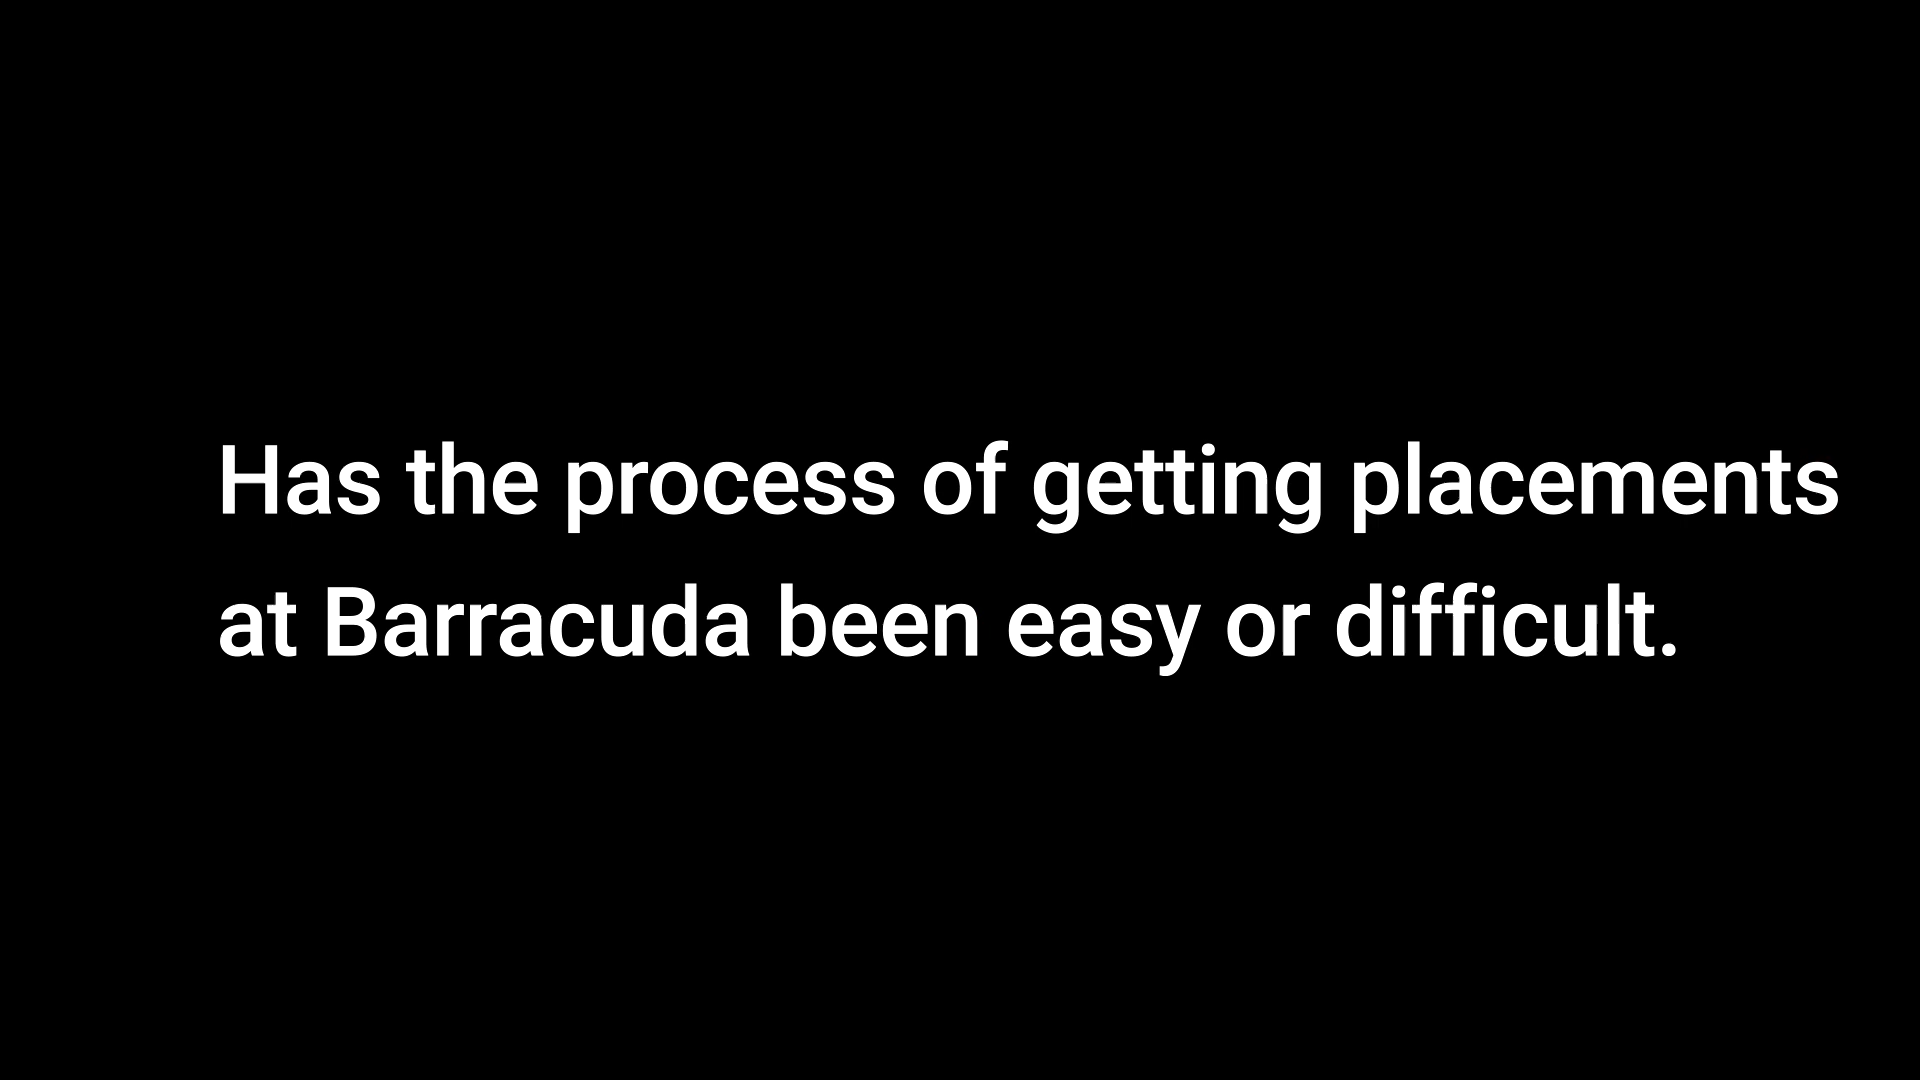 Has the process of getting placements
at Barracuda been easy or difficult.